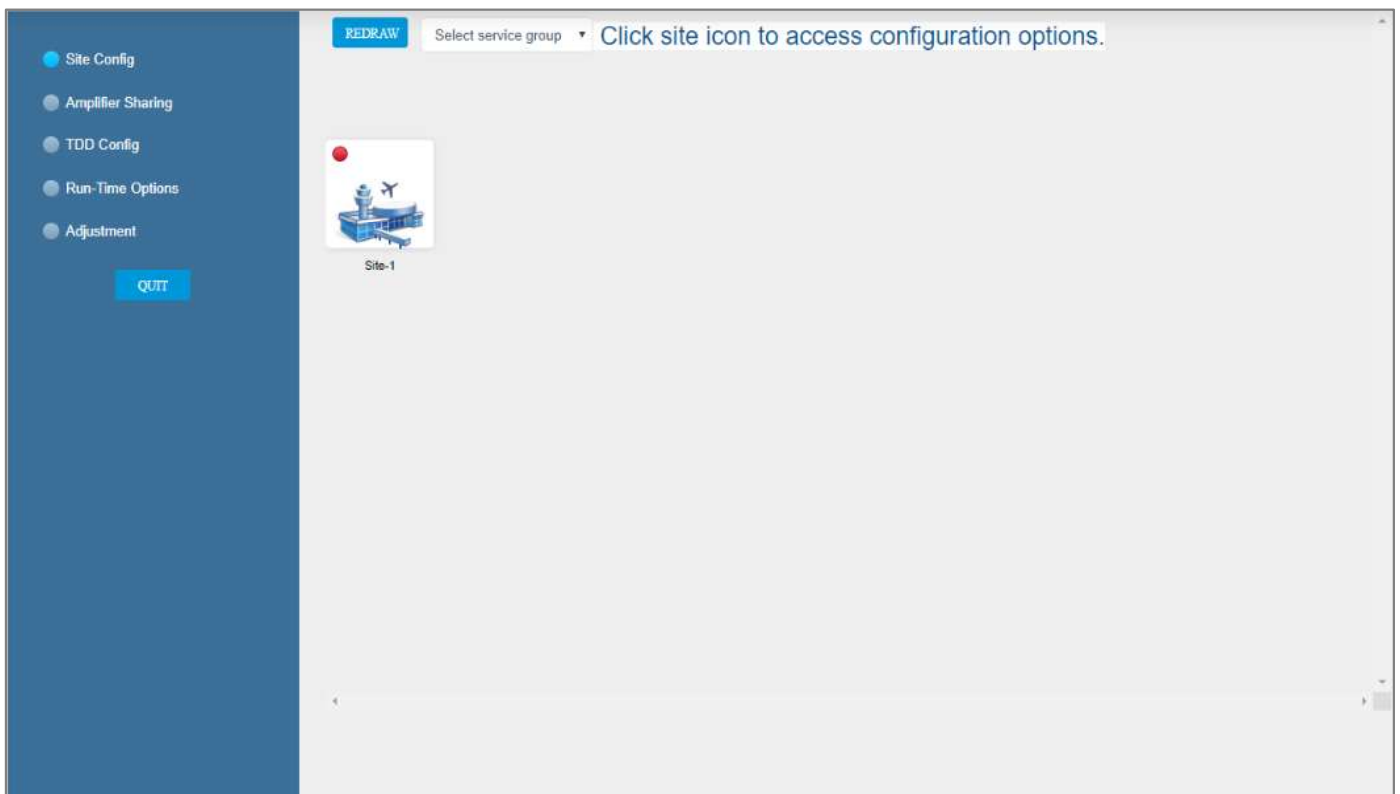 Site Config
Amplifier Sharing
TDD Config
Run-Time Options
Adjustment
QUIT
REDRAW
Select service group
Click site icon to access configuration options.
Site-1